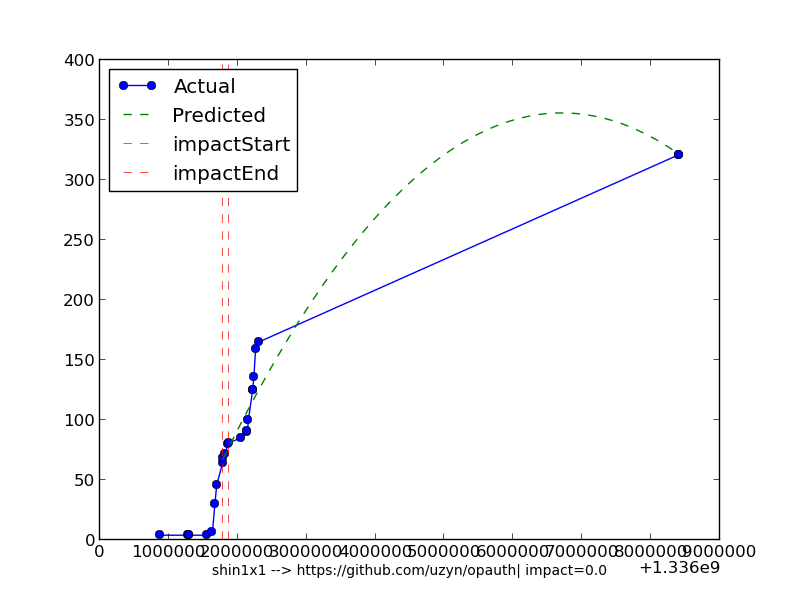 400
350
300
250
200
150
100
50
0
Actual
Predicted
impactStart
impactEnd
0 1000000 2000000 3000000 4000000 5000000 6000000 7000000 8000000 9000000
+1.336e9
shin1x1 --> https://github.com/uzyn/opauth| impact=0.0